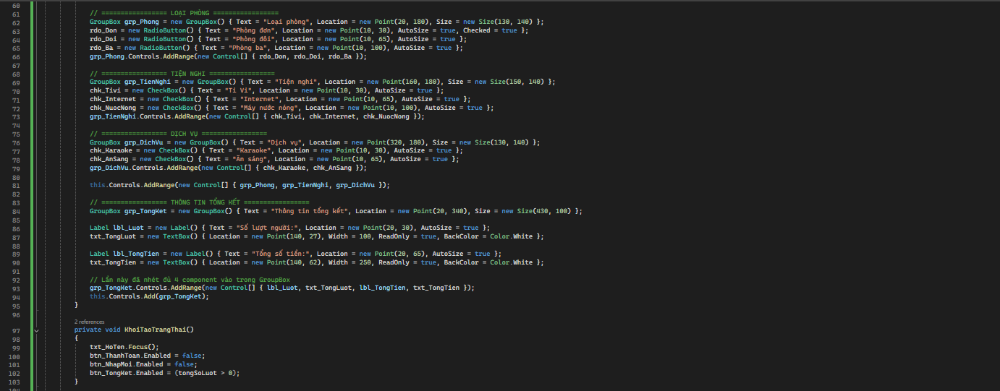 60
61 // ================= LOẠI PHÒNG =================
62 GroupBox grp_Phong = new GroupBox() { Text = "Loại phòng", Location = new Point(20, 180), Size = new Size(130, 140) };
63 rdo_Don = new RadioButton() { Text = "Phòng đơn", Location = new Point(10, 30), AutoSize = true, Checked = true };
64 rdo_Doi = new RadioButton() { Text = "Phòng đôi", Location = new Point(10, 65), AutoSize = true };
65 rdo_Ba = new RadioButton() { Text = "Phòng ba", Location = new Point(10, 100), AutoSize = true };
66 grp_Phong.Controls.AddRange(new Control[] { rdo_Don, rdo_Doi, rdo_Ba });
67
68 // ================= TIỆN NGHI =================
69 GroupBox grp_TienNghi = new GroupBox() { Text = "Tiện nghi", Location = new Point(160, 180), Size = new Size(150, 140) };
70 chk_Tivi = new CheckBox() { Text = "Ti Vi", Location = new Point(10, 30), AutoSize = true };
71 chk_Internet = new CheckBox() { Text = "Internet", Location = new Point(10, 65), AutoSize = true };
72 chk_NuocNong = new CheckBox() { Text = "Máy nước nóng", Location = new Point(10, 100), AutoSize = true };
73 grp_TienNghi.Controls.AddRange(new Control[] { chk_Tivi, chk_Internet, chk_NuocNong });
74
75 // ================= DỊCH VỤ =================
76 GroupBox grp_DichVu = new GroupBox() { Text = "Dịch vụ", Location = new Point(320, 180), Size = new Size(130, 140) };
77 chk_Karaoke = new CheckBox() { Text = "Karaoke", Location = new Point(10, 30), AutoSize = true };
78 chk_AnSang = new CheckBox() { Text = "Ăn sáng", Location = new Point(10, 65), AutoSize = true };
79 grp_DichVu.Controls.AddRange(new Control[] { chk_Karaoke, chk_AnSang });
80
81 this.Controls.AddRange(new Control[] { grp_Phong, grp_TienNghi, grp_DichVu });
82
83 // ================= THÔNG TIN TỔNG KẾT =================
84 GroupBox grp_TongKet = new GroupBox() { Text = "Thông tin tổng kết", Location = new Point(20, 340), Size = new Size(430, 100) };
85
86 Label lbl_Luot = new Label() { Text = "Số lượt người:", Location = new Point(20, 30), AutoSize = true };
87 txt_TongLuot = new TextBox() { Location = new Point(140, 27), Width = 100, ReadOnly = true, BackColor = Color.White };
88
89 Label lbl_TongTien = new Label() { Text = "Tổng số tiền:", Location = new Point(20, 65), AutoSize = true };
90 txt_TongTien = new TextBox() { Location = new Point(140, 62), Width = 250, ReadOnly = true, BackColor = Color.White };
91
92 // Lần này đã nhét đủ 4 component vào trong GroupBox
93 grp_TongKet.Controls.AddRange(new Control[] { lbl_Luot, txt_TongLuot, lbl_TongTien, txt_TongTien });
94 this.Controls.Add(grp_TongKet);
95 }
96
2 references
97 private void KhoiTaoTrangThai()
98 {
99 txt_HoTen.Focus();
100 btn_ThanhToan.Enabled = false;
101 btn_NhapMoi.Enabled = false;
102 btn_TongKet.Enabled = (tongSoLuot > 0);
103 }